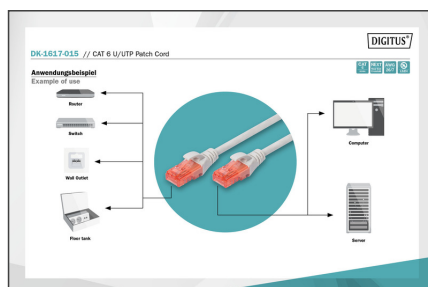 DIGITUS®
DK-1617-015 // CAT 6 U/UTP Patch Cord
Anwendungsbeispiel
Example of use
Router
Switch
Wall Outlet
Floor tank
Computer
Server